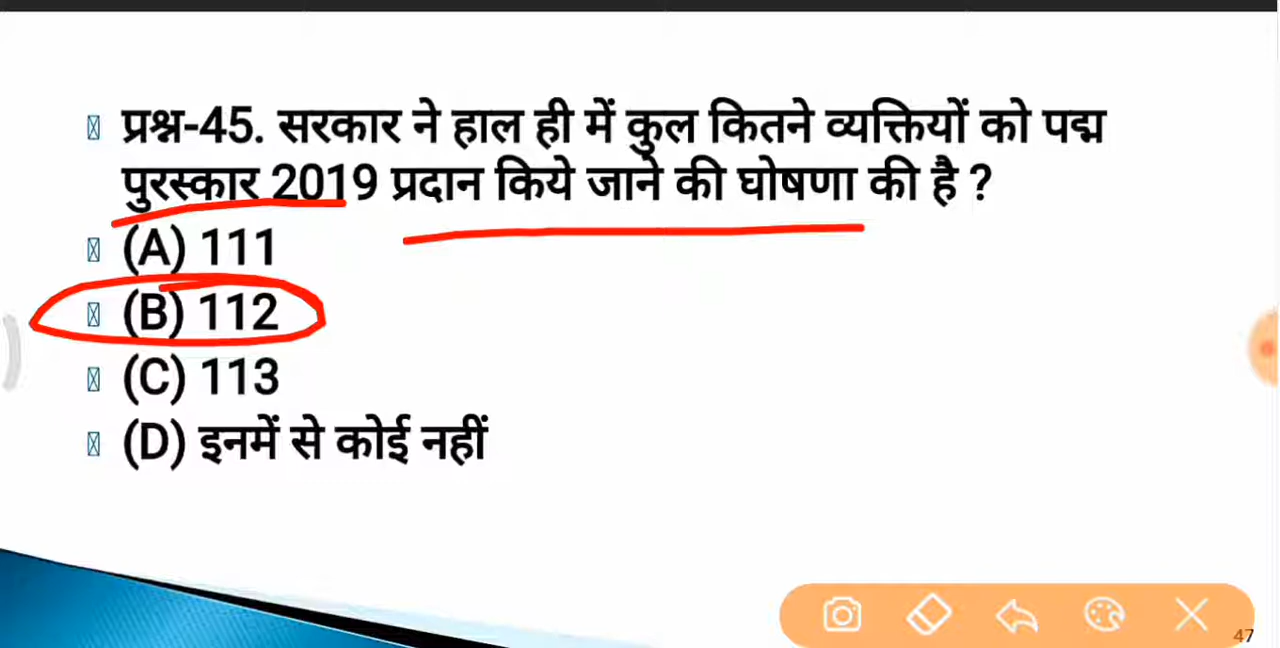 प्रश्न-45. सरकार ने हाल ही में कुल कितने व्यक्तियों को पद्म
पुरस्कार 2019 प्रदान किये जाने की घोषणा की है ?
(A) 111
(B) 112
(C) 113
(D) इनमें से कोई नहीं
47